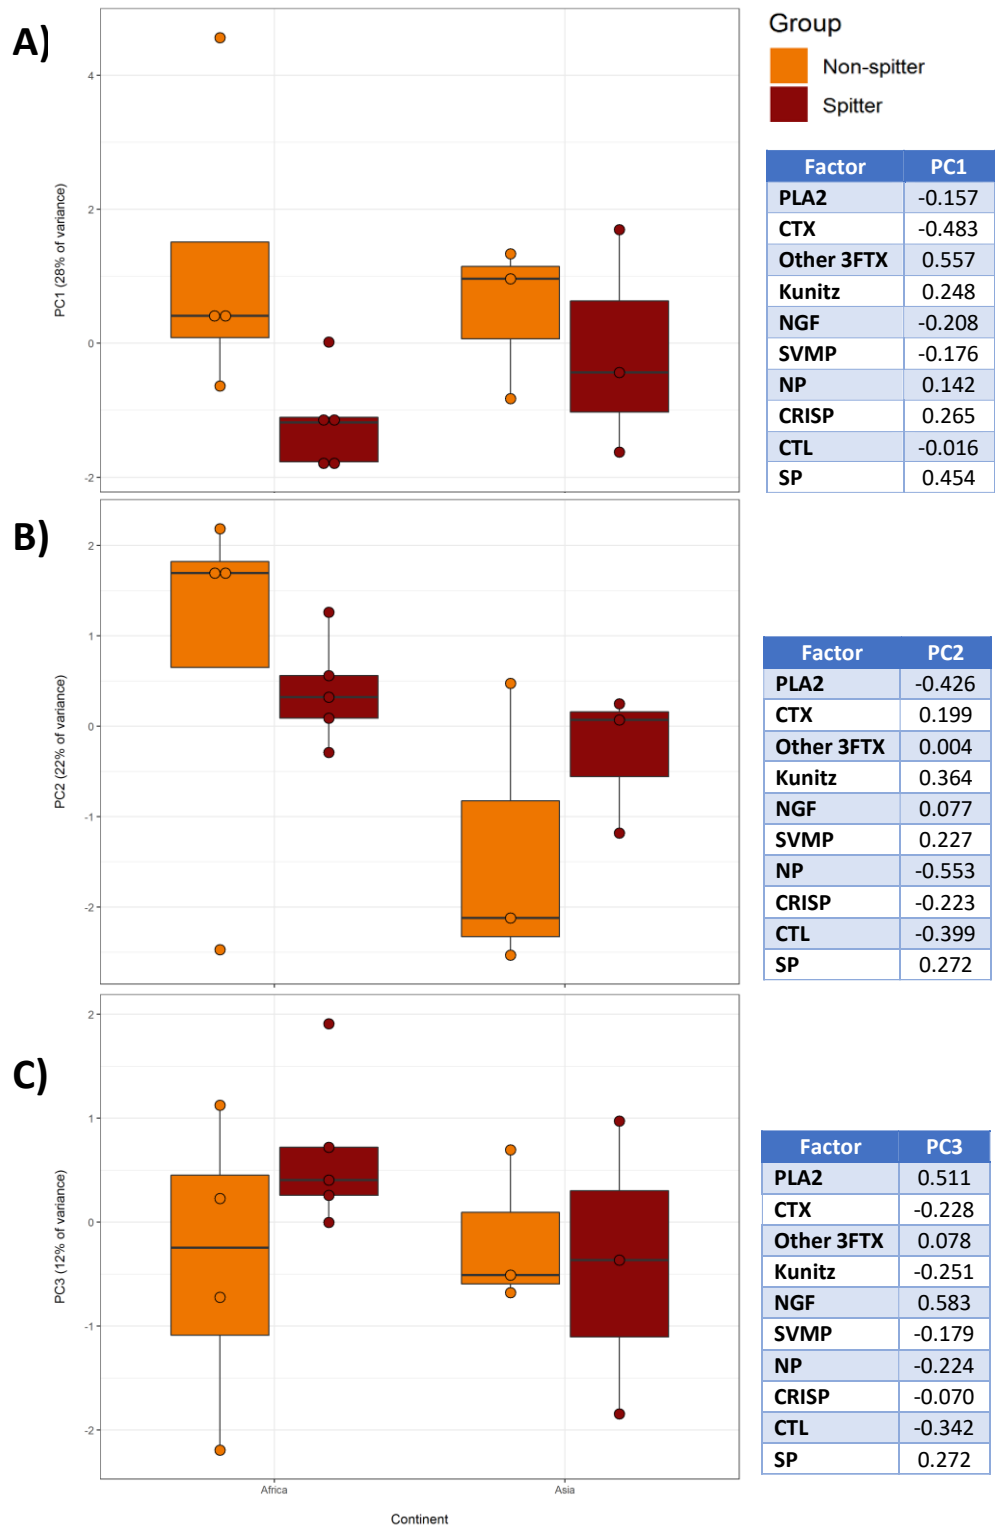 A)
4
2
0
-2
PC1 (28% of variance)
Group
Non-spitter
Spitter
Factor PC1
PLA2 -0.157
CTX -0.483
Other 3FTX 0.557
Kunitz 0.248
NGF -0.208
SVMP -0.176
NP 0.142
CRISP 0.265
CTL -0.016
SP 0.454
B)
2
1
0
-1
-2
PC2 (22% of variance)
Factor PC2
PLA2 -0.426
CTX 0.199
Other 3FTX 0.004
Kunitz 0.364
NGF 0.077
SVMP 0.227
NP -0.553
CRISP -0.223
CTL -0.399
SP 0.272
C)
2
1
0
-1
-2
PC3 (12% of variance)
Africa Asia
Continent
Factor PC3
PLA2 0.511
CTX -0.228
Other 3FTX 0.078
Kunitz -0.251
NGF 0.583
SVMP -0.179
NP -0.224
CRISP -0.070
CTL -0.342
SP 0.272